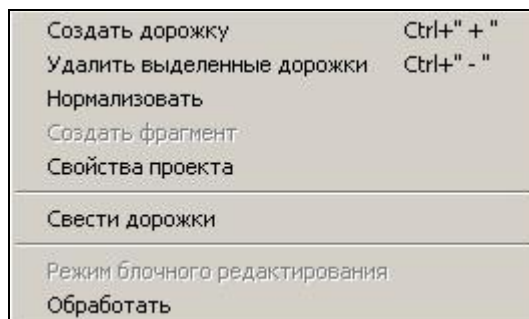 Создать дорожку Ctrl+" + "
Удалить выделенные дорожки Ctrl+" - "
Нормализовать
Создать фрагмент
Свойства проекта
Свести дорожки
Режим блочного редактирования
Обработать